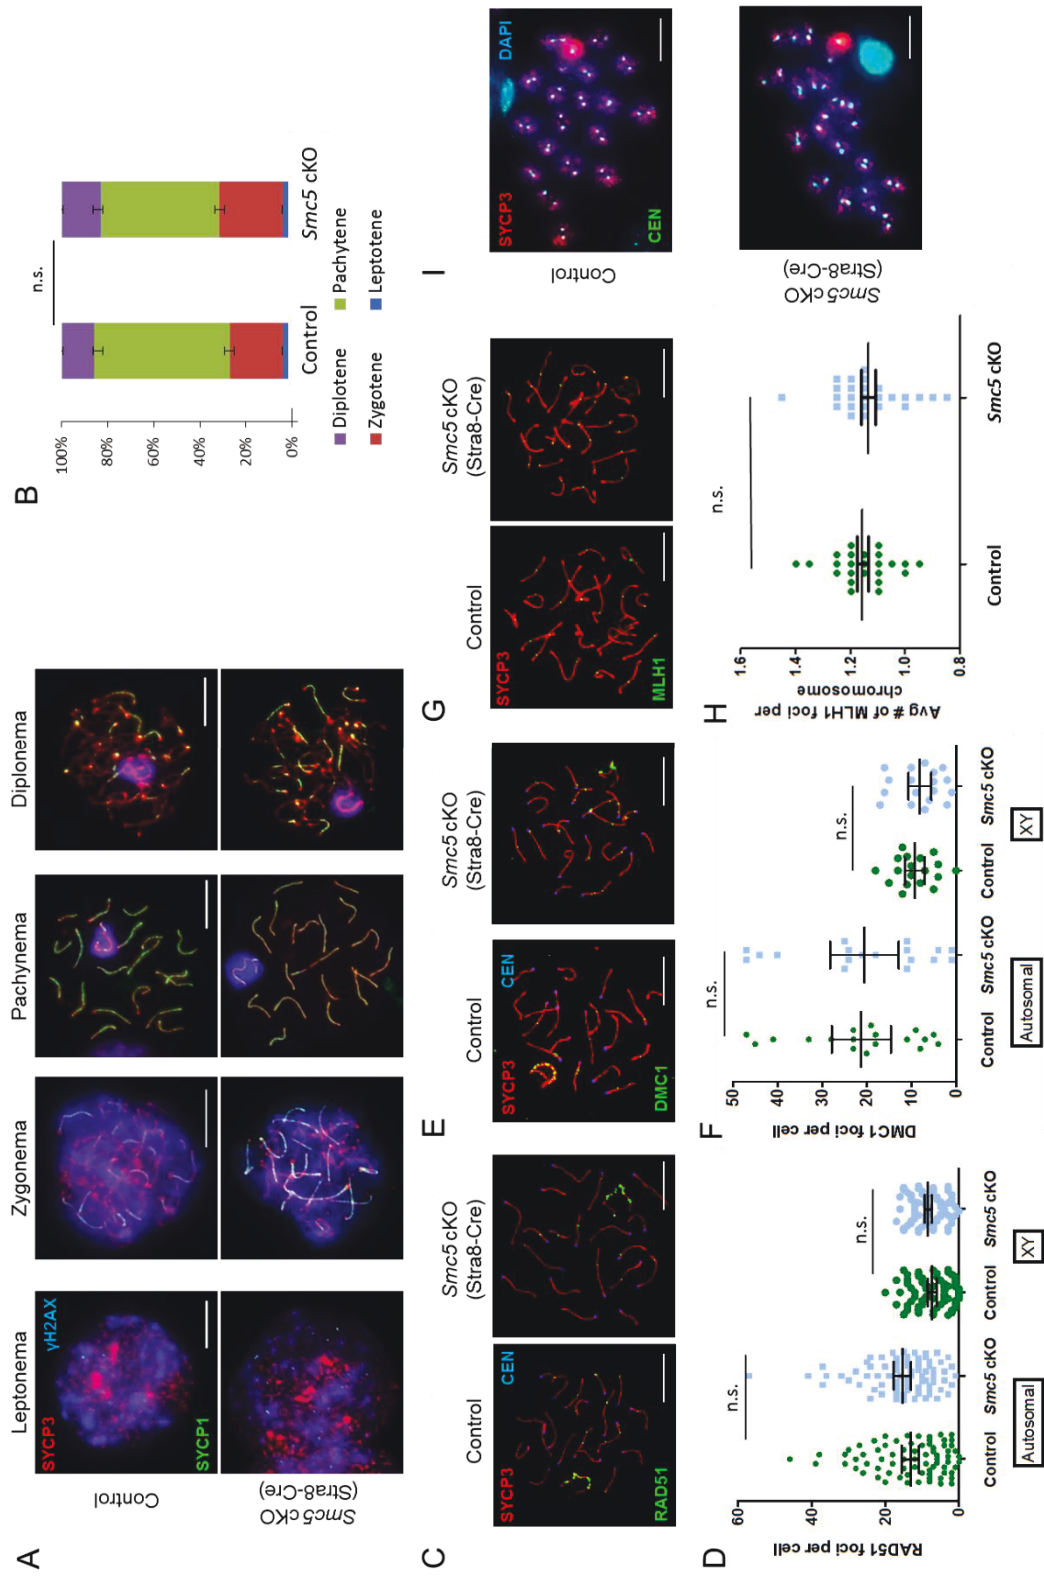 A
Leptonema
Zygonema
Pachynema
Diplonema
Control
SYCP3
γH2AX
SYCP1
Smc5 cKO
(Stra8-Cre)
B
n.s.
100%
80%
60%
40%
20%
0%
Control
Smc5 cKO
Diplotene
Pachytene
Zygotene
Leptotene
C
Control
Smc5 cKO
(Stra8-Cre)
SYCP3
CEN
RAD51
D
RAD51 foci per cell
60
40
20
0
n.s.
n.s.
Control
Smc5 cKO
Control
Smc5 cKO
Autosomal
XY
E
Control
Smc5 cKO
(Stra8-Cre)
SYCP3
CEN
DMC1
F
DMC1 foci per cell
50
40
30
20
10
0
n.s.
n.s.
Control
Smc5 cKO
Control
Smc5 cKO
Autosomal
XY
G
Control
Smc5 cKO
(Stra8-Cre)
SYCP3
MLH1
H
Avg # of MLH1 foci per
chromosome
1.6
1.4
1.2
1.0
0.8
n.s.
Control
Smc5 cKO
I
SYCP3
DAPI
CEN
Control
Smc5 cKO
(Stra8-Cre)